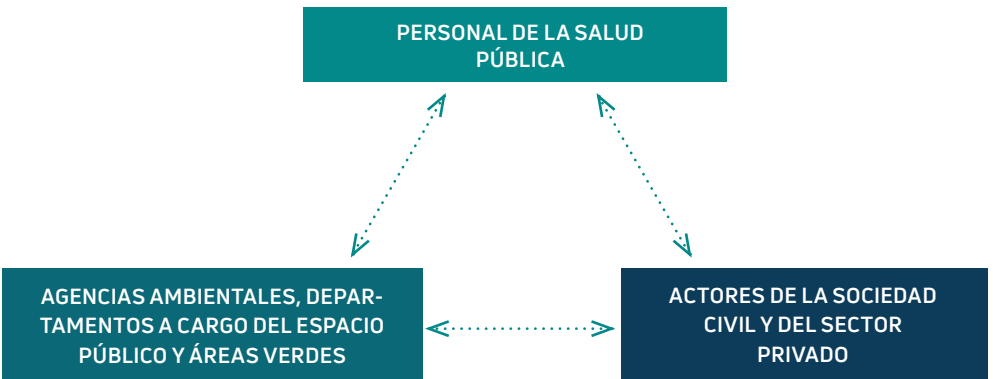 PERSONAL DE LA SALUD
PÚBLICA
AGENCIAS AMBIENTALES, DEPAR-
TAMENTOS A CARGO DEL ESPACIO
PÚBLICO Y ÁREAS VERDES
ACTORES DE LA SOCIEDAD
CIVIL Y DEL SECTOR
PRIVADO